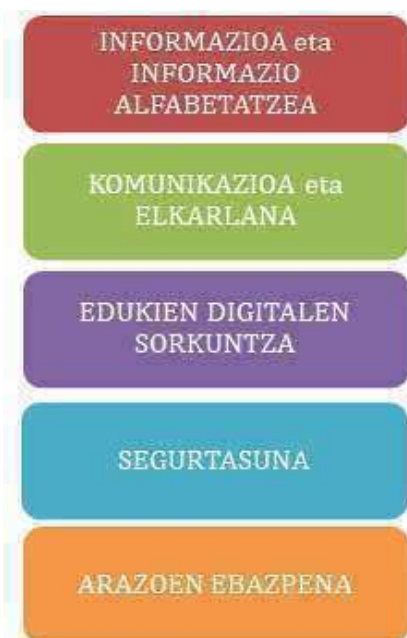 INFORMAZIOA eta
INFORMAZIO
ALFABETATZEA
KOMUNIKAZIOA eta
ELKARLANA
EDUKIEN DIGITALEN
SORKUNTZA
SEGURTASUNA
ARAZOEN EBAZPENA